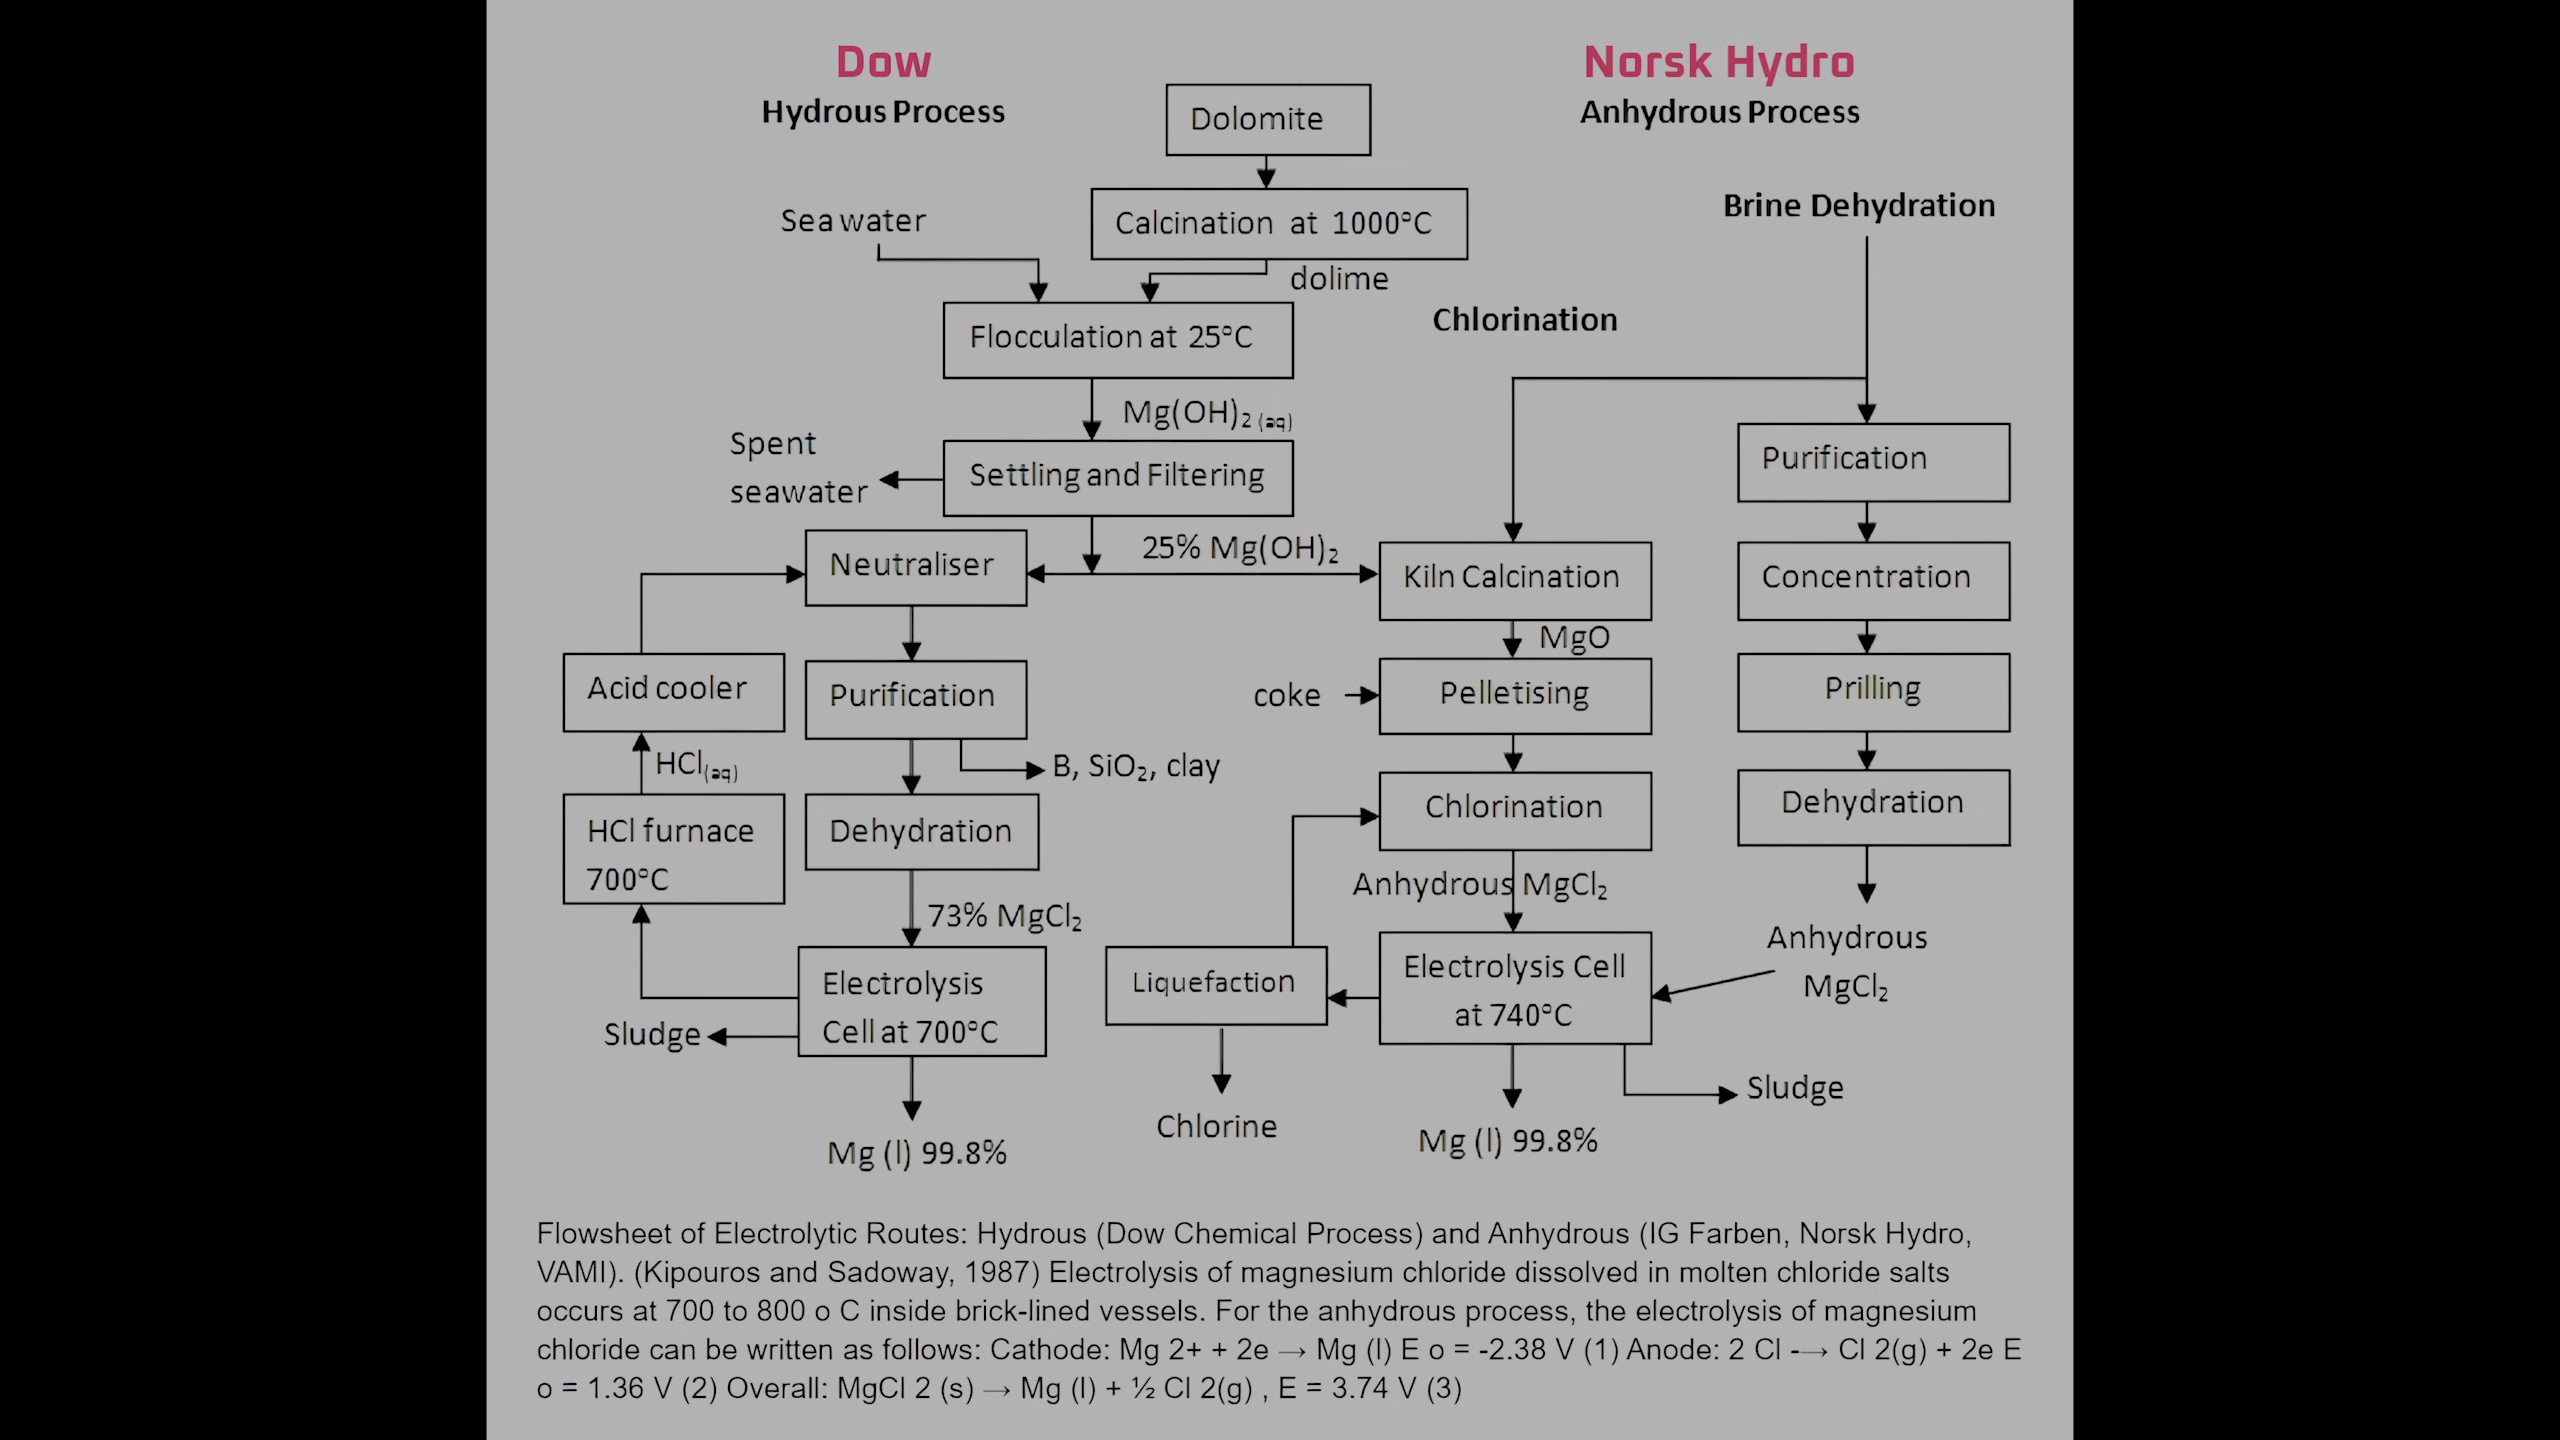 Dow
Hydrous Process
Norsk Hydro
Anhydrous Process
Dolomite
Calcination at 1000°C
Sea water
dolime
Brine Dehydration
Chlorination
Flocculation at 25°C
Mg(OH)₂ (aq)
Spent
seawater
Settling and Filtering
Purification
25% Mg(OH)₂
Neutraliser
Kiln Calcination
Concentration
MgO
Acid cooler
Purification
coke
Pelletising
Prilling
HCl(aq)
B, SiO₂, clay
HCl furnace
700°C
Dehydration
Chlorination
Dehydration
73% MgCl₂
Anhydrous MgCl₂
Anhydrous
MgCl₂
Electrolysis
Cell at 700°C
Liquefaction
Electrolysis Cell
at 740°C
Sludge
Sludge
Chlorine
Mg (l) 99.8%
Mg (l) 99.8%
Flowsheet of Electrolytic Routes: Hydrous (Dow Chemical Process) and Anhydrous (IG Farben, Norsk Hydro,
VAMI). (Kipouros and Sadoway, 1987) Electrolysis of magnesium chloride dissolved in molten chloride salts
occurs at 700 to 800 o C inside brick-lined vessels. For the anhydrous process, the electrolysis of magnesium
chloride can be written as follows: Cathode: Mg 2+ + 2e → Mg (l) E o = -2.38 V (1) Anode: 2 Cl -→ Cl 2(g) + 2e E
o = 1.36 V (2) Overall: MgCl 2 (s) → Mg (l) + ½ Cl 2(g) , E = 3.74 V (3)